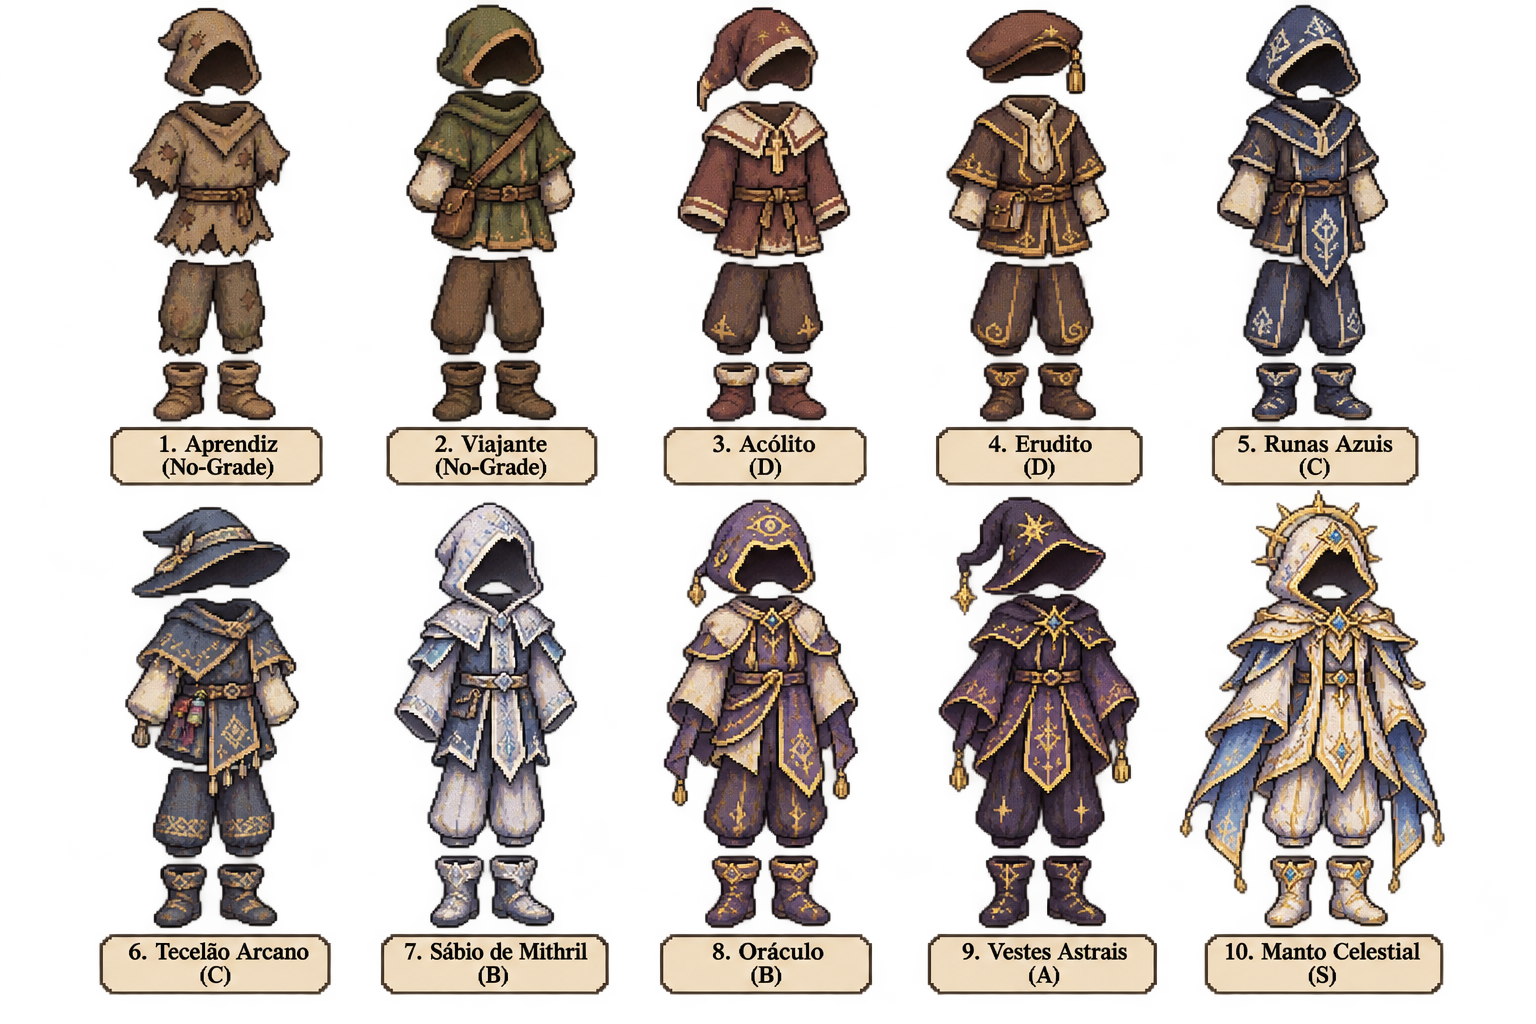 1. Aprendiz
(No-Grade)
2. Viajante
(No-Grade)
3. Acólito
(D)
4. Erudito
(D)
5. Runas Azuis
(C)
6. Tecelão Arcano
(C)
7. Sábio de Mithril
(B)
8. Oráculo
(B)
9. Vestes Astrais
(A)
10. Manto Celestial
(S)